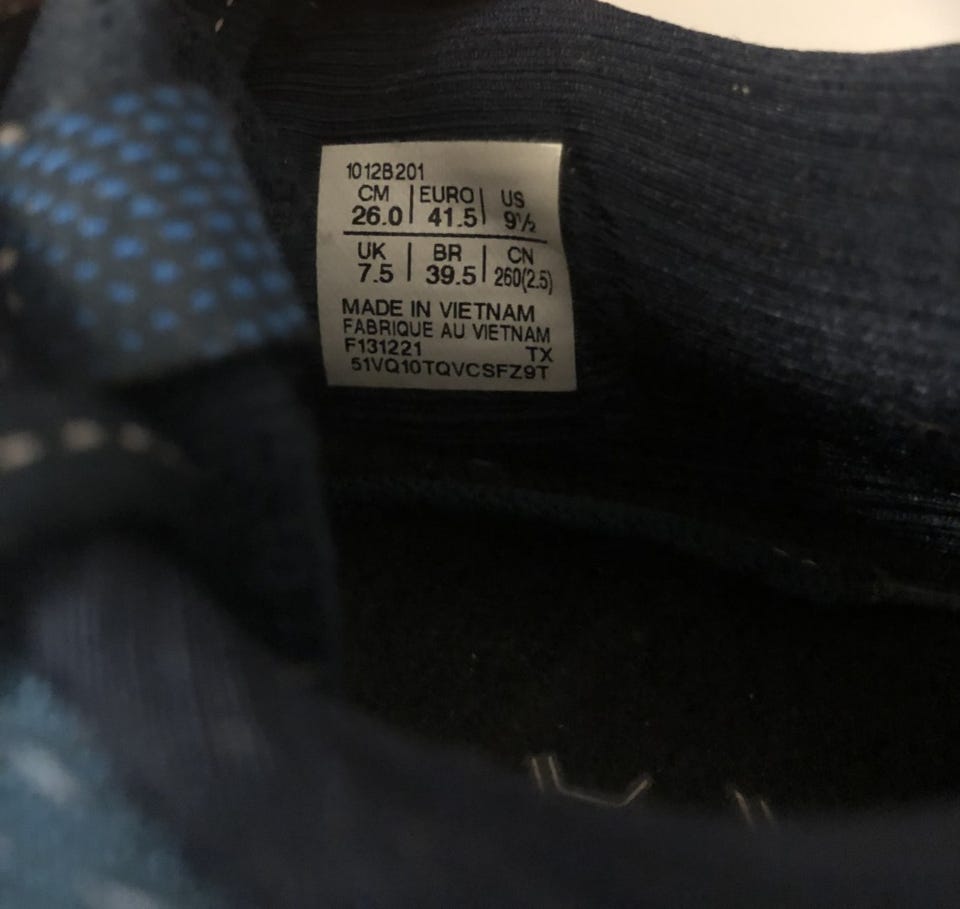 1012B201
CM | EURO | US
26.0 | 41.5 | 9½
UK | BR | CN
7.5 | 39.5 | 260(2.5)
MADE IN VIETNAM
FABRIQUE AU VIETNAM
F131221 TX
51VQ10TQVCSFZ9T